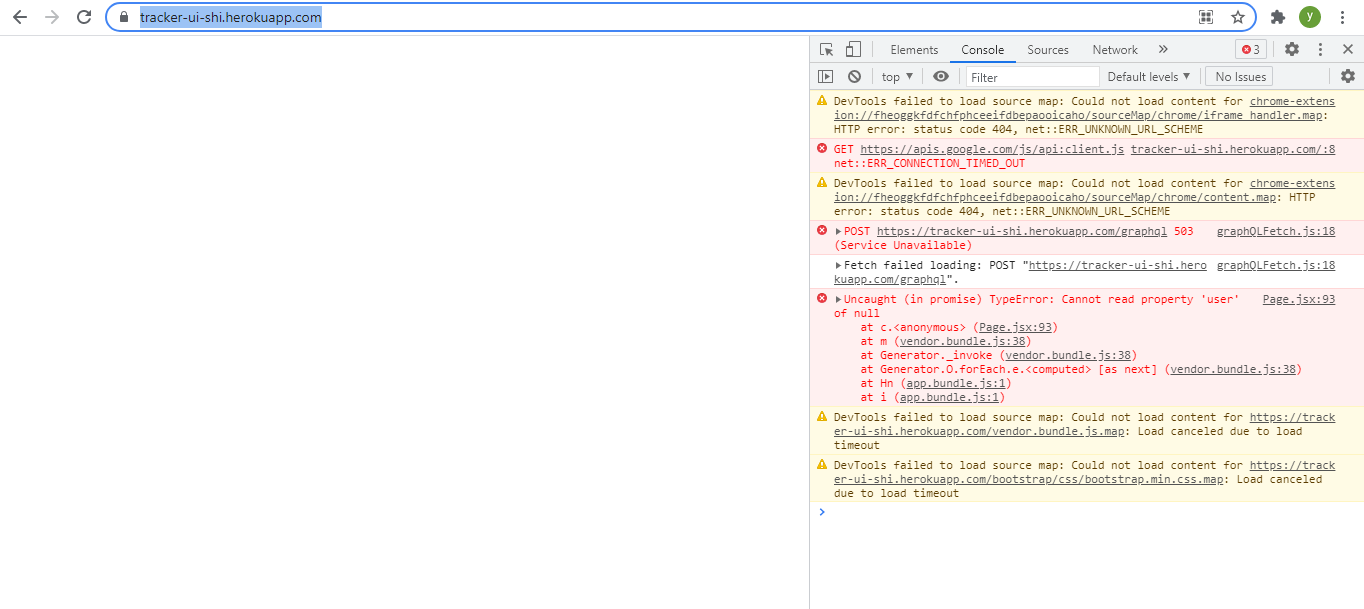 tracker-ui-shi.herokuapp.com
y
Elements Console Sources Network » 3
top ▼ Filter Default levels ▼ No Issues
DevTools failed to load source map: Could not load content for chrome-extens
ion://fheoggkfdfchfphceeifdbepaooicaho/sourceMap/chrome/iframe_handler.map:
HTTP error: status code 404, net::ERR_UNKNOWN_URL_SCHEME
GET https://apis.google.com/js/api:client.js tracker-ui-shi.herokuapp.com/:8
net::ERR_CONNECTION_TIMED_OUT
DevTools failed to load source map: Could not load content for chrome-extens
ion://fheoggkfdfchfphceeifdbepaooicaho/sourceMap/chrome/content.map: HTTP
error: status code 404, net::ERR_UNKNOWN_URL_SCHEME
▶POST https://tracker-ui-shi.herokuapp.com/graphql 503 graphQLFetch.js:18
(Service Unavailable)
▶Fetch failed loading: POST "https://tracker-ui-shi.hero graphQLFetch.js:18
kuapp.com/graphql".
▶Uncaught (in promise) TypeError: Cannot read property 'user' Page.jsx:93
of null
at c.<anonymous> (Page.jsx:93)
at m (vendor.bundle.js:38)
at Generator._invoke (vendor.bundle.js:38)
at Generator.O.forEach.e.<computed> [as next] (vendor.bundle.js:38)
at Hn (app.bundle.js:1)
at i (app.bundle.js:1)
DevTools failed to load source map: Could not load content for https://track
er-ui-shi.herokuapp.com/vendor.bundle.js.map: Load canceled due to load
timeout
DevTools failed to load source map: Could not load content for https://track
er-ui-shi.herokuapp.com/bootstrap/css/bootstrap.min.css.map: Load canceled
due to load timeout